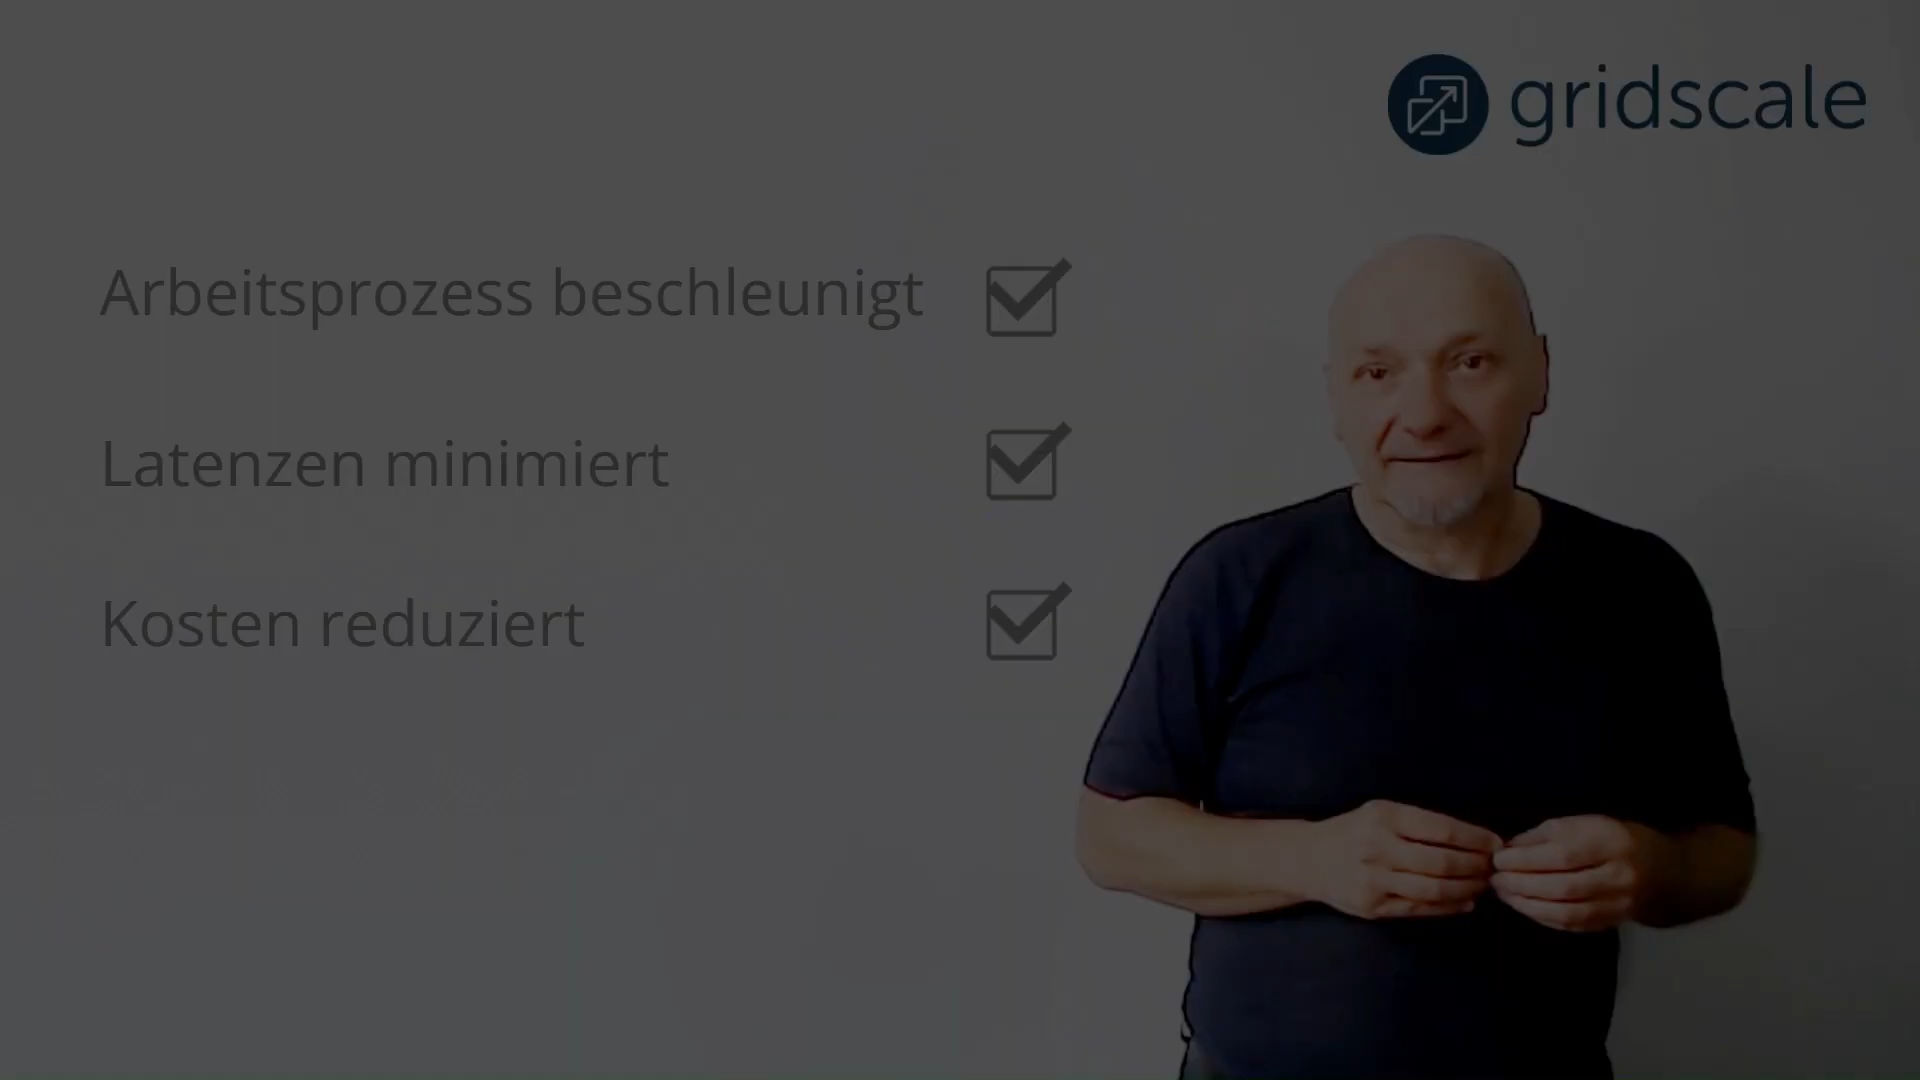 gridscale
Arbeitsprozess beschleunigt
Latenzen minimiert
Kosten reduziert